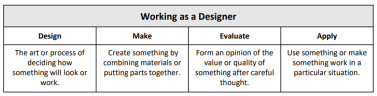 Working as a Designer
Design Make Evaluate Apply
The art or process of deciding how something will look or work.
Create something by combining materials or putting parts together.
Form an opinion of the value or quality of something after careful thought.
Use something or make something work in a particular situation.